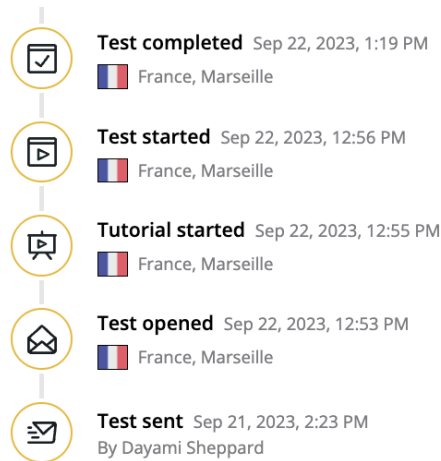 Test completed Sep 22, 2023, 1:19 PM
France, Marseille
Test started Sep 22, 2023, 12:56 PM
France, Marseille
Tutorial started Sep 22, 2023, 12:55 PM
France, Marseille
Test opened Sep 22, 2023, 12:53 PM
France, Marseille
Test sent Sep 21, 2023, 2:23 PM
By Dayami Sheppard